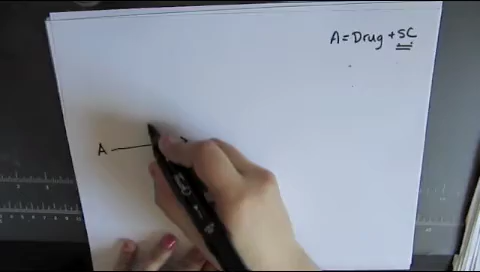 A = Drug + SC
A